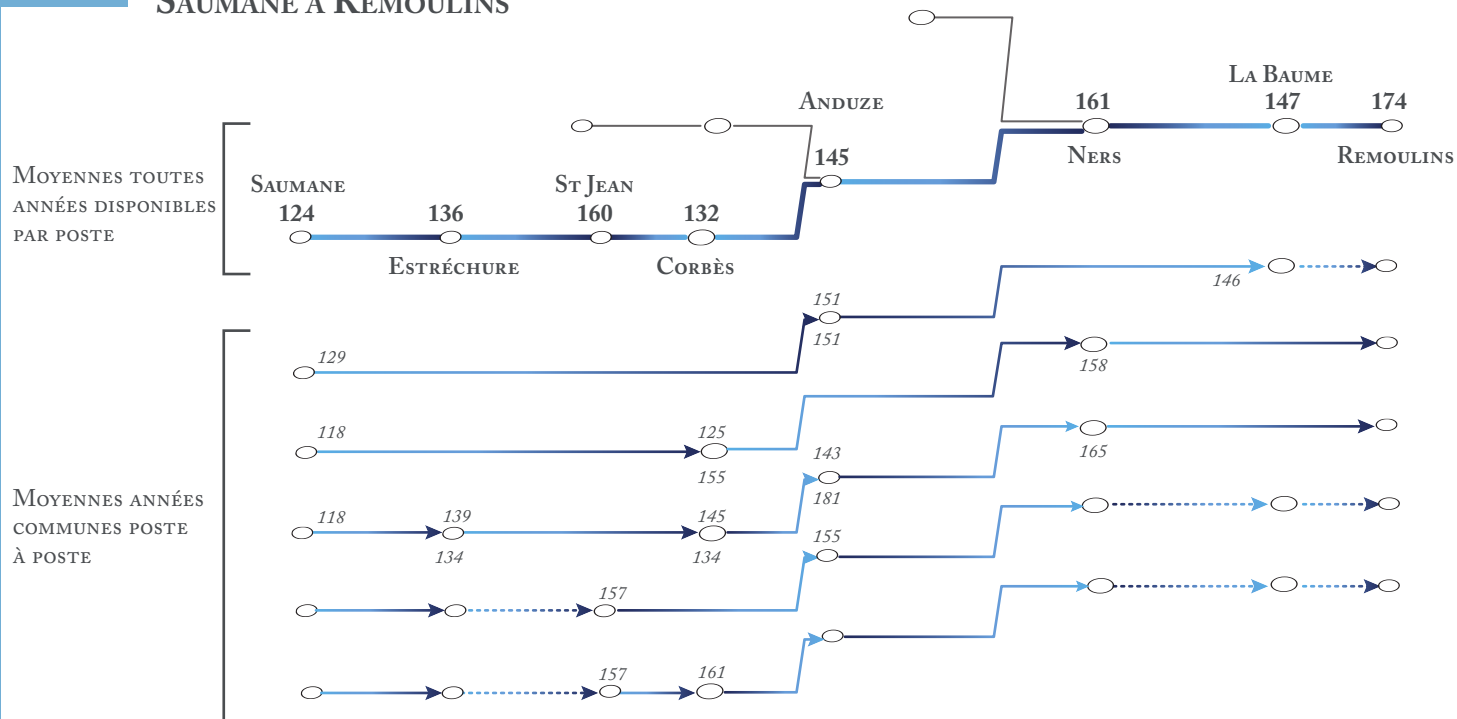 SAUMANE À REMOULINS
LA BAUME
ANDUZE
161
147
174
NERS
REMOULINS
145
MOYENNES TOUTES
ANNÉES DISPONIBLES
PAR POSTE
SAUMANE
ST JEAN
124
136
160
132
ESTRÉCHURE
CORBÈS
146
151
151
129
158
118
125
155
143
165
MOYENNES ANNÉES
COMMUNES POSTE
À POSTE
118
139
145
181
134
134
155
157
157
161